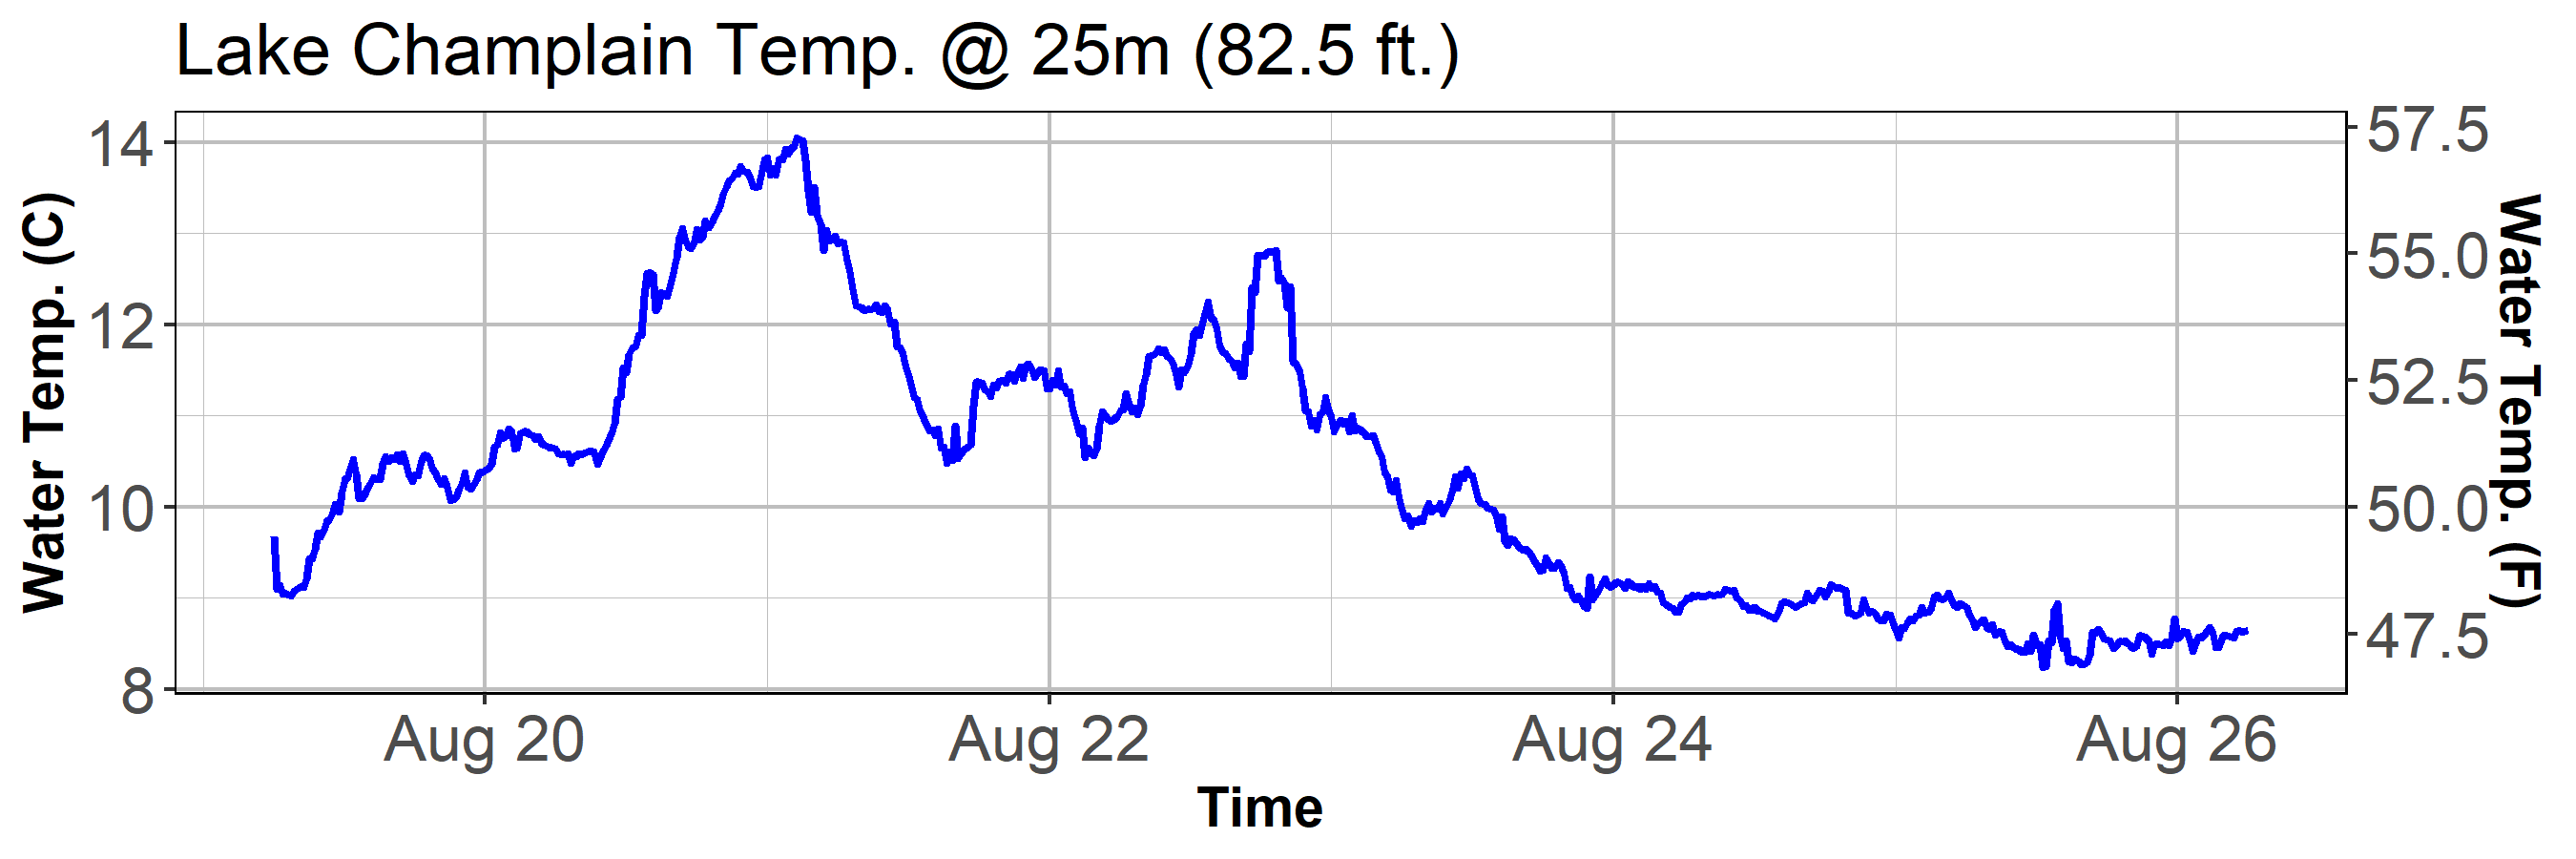 Lake Champlain Temp. @ 25m (82.5 ft.)
Water Temp. (C)
14
12
10
8
57.5
55.0
52.5
50.0
47.5
Water Temp. (F)
Aug 20 Aug 22 Aug 24 Aug 26
Time